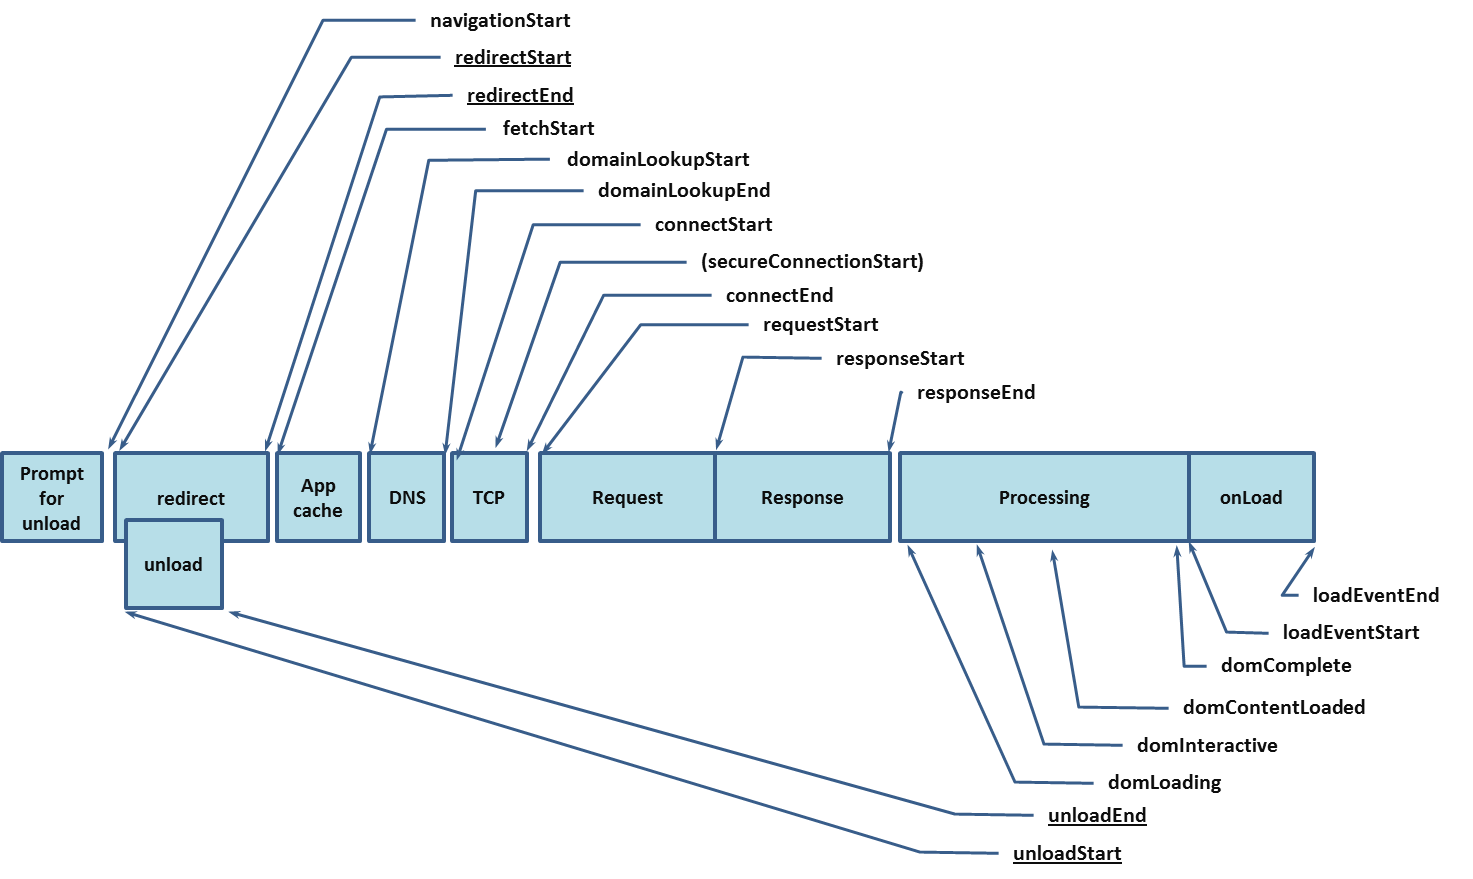 navigationStart
redirectStart
redirectEnd
fetchStart
domainLookupStart
domainLookupEnd
connectStart
(secureConnectionStart)
connectEnd
requestStart
responseStart
responseEnd
Prompt
for
unload
redirect
unload
App
cache
DNS
TCP
Request
Response
Processing
onLoad
loadEventEnd
loadEventStart
domComplete
domContentLoaded
domInteractive
domLoading
unloadEnd
unloadStart